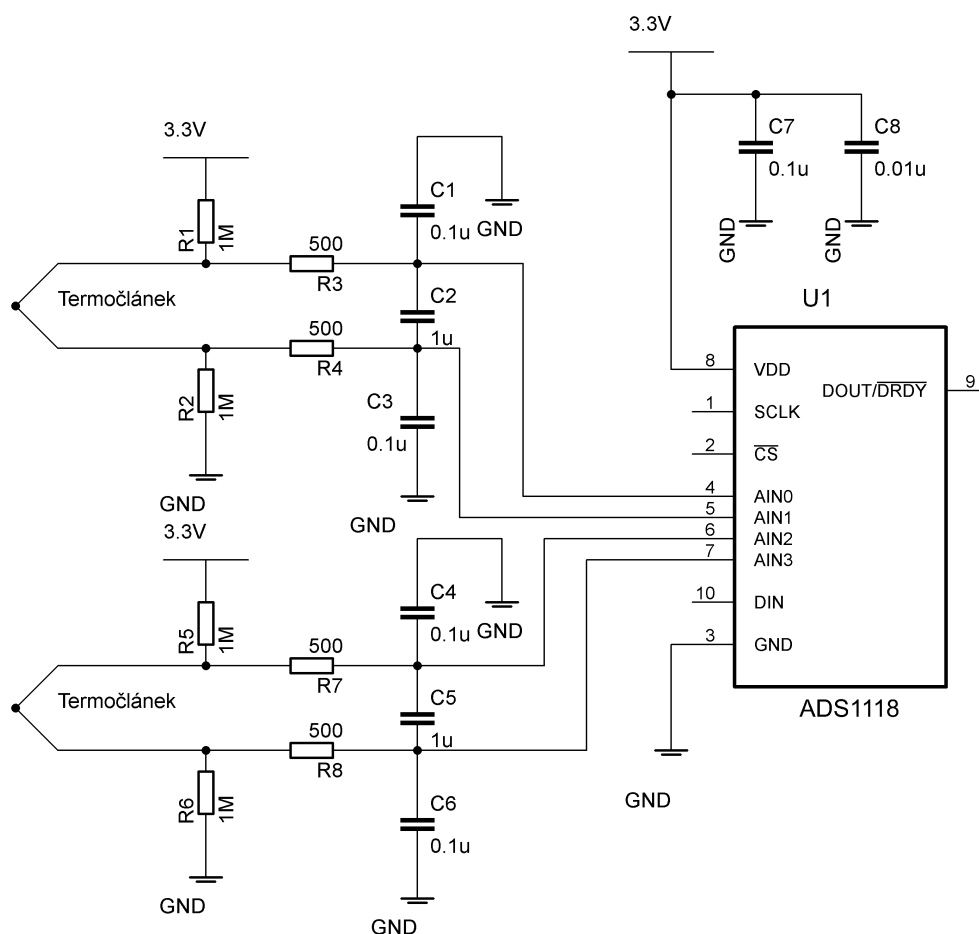 3.3V
C7
0.1u
GND
C8
0.01u
GND
3.3V
R1
1M
C1
0.1u
GND
500
R3
Termočlánek
C2
1u
500
R4
R2
1M
GND
C3
0.1u
GND
U1
8
VDD
DOUT/DRDY
9
1
SCLK
2
CS
4
AIN0
5
AIN1
6
AIN2
7
AIN3
10
DIN
3
GND
ADS1118
GND
3.3V
R5
1M
C4
0.1u
GND
500
R7
Termočlánek
C5
1u
500
R8
R6
1M
GND
C6
0.1u
GND